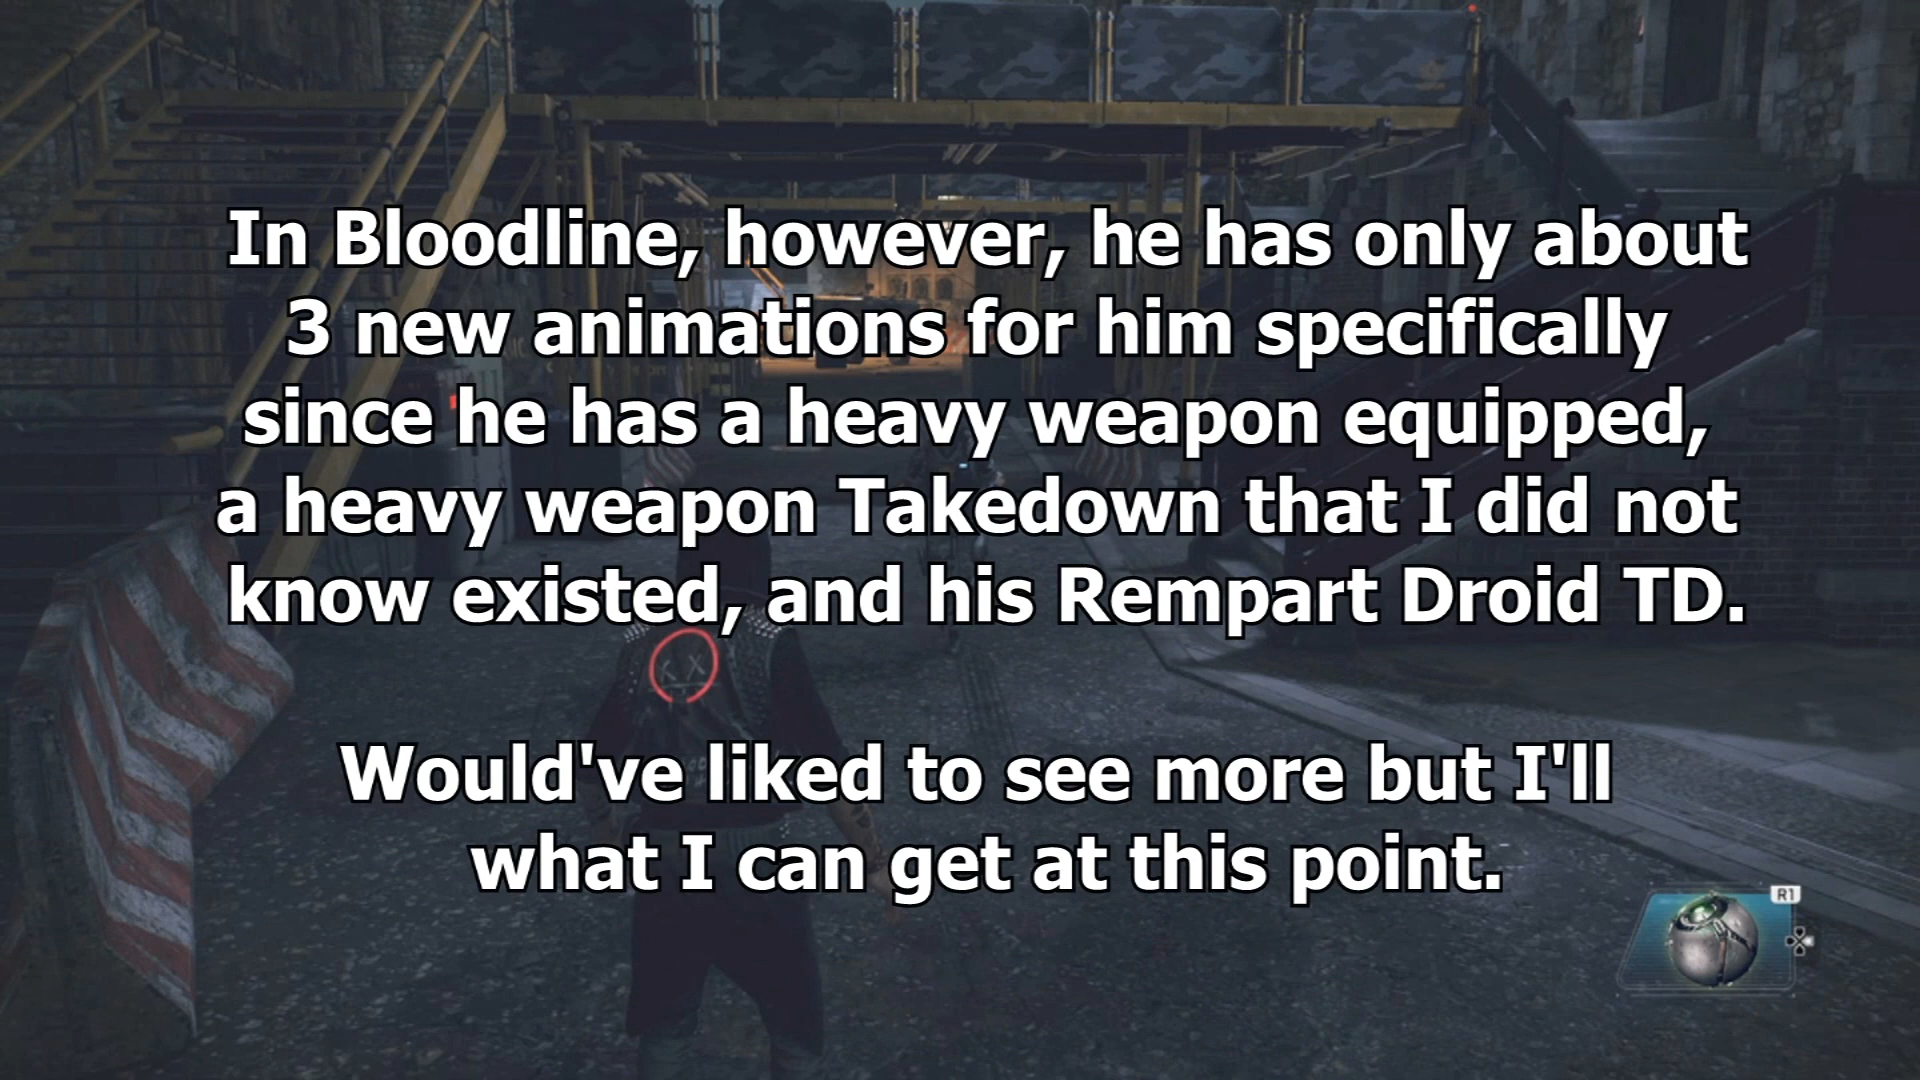 In Bloodline, however, he has only about
3 new animations for him specifically
since he has a heavy weapon equipped,
a heavy weapon Takedown that I did not
know existed, and his Rempart Droid TD.
Would've liked to see more but I'll
what I can get at this point.
R1